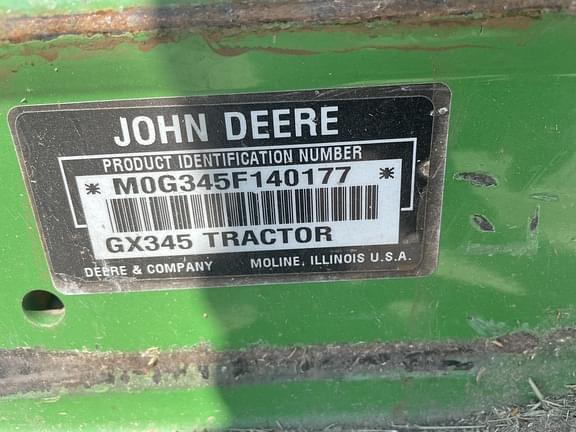 JOHN DEERE
PRODUCT IDENTIFICATION NUMBER
* M0G345F140177 *
GX345 TRACTOR
DEERE & COMPANY MOLINE, ILLINOIS U.S.A.